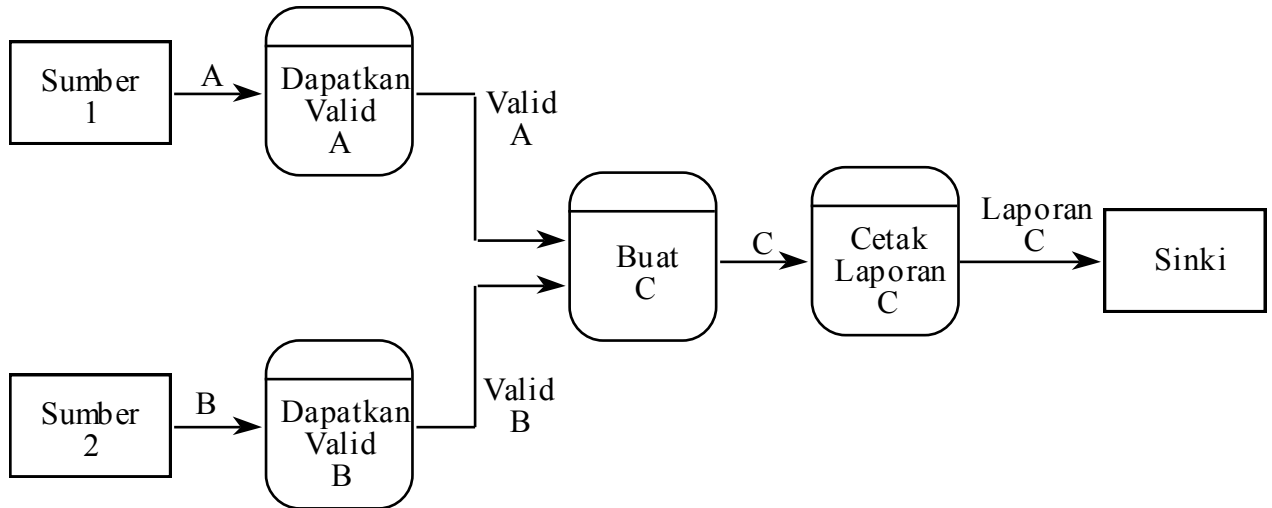 Sumber
1
A
Dapatkan
Valid
A
Valid
A
Sumber
2
B
Dapatkan
Valid
B
Valid
B
Buat
C
C
Cetak
Laporan
C
Laporan
C
Sinki